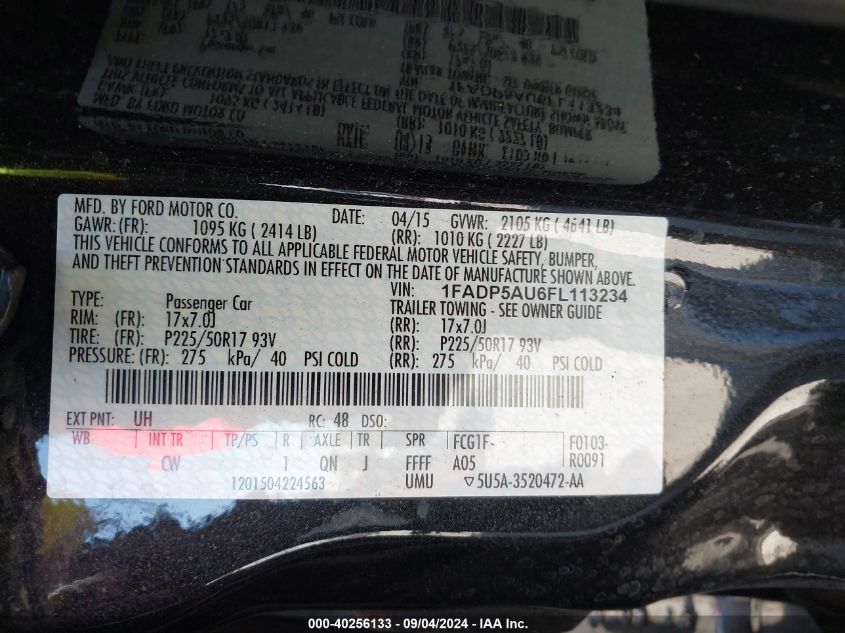 MFD. BY FORD MOTOR CO. DATE: 04/15 GVWR: 2105 KG ( 4641 LB)
GAWR:(FR): 1095 KG ( 2414 LB) (RR): 1010 KG ( 2227 LB)
THIS VEHICLE CONFORMS TO ALL APPLICABLE FEDERAL MOTOR VEHICLE SAFETY, BUMPER,
AND THEFT PREVENTION STANDARDS IN EFFECT ON THE DATE OF MANUFACTURE SHOWN ABOVE.
VIN: 1FADP5AU6FL113234
TYPE: Passenger Car TRAILER TOWING - SEE OWNER GUIDE
RIM: (FR): 17x7.0J (RR): 17x7.0J
TIRE: (FR): P225/50R17 93V (RR): P225/50R17 93V
PRESSURE: (FR): 275 kPa/ 40 PSI COLD (RR): 275 kPa/ 40 PSI COLD
EXT PNT: UH RC: 48 DSO:
WB INT TR TP/PS R AXLE TR SPR FCG1F- F0103-
CW 1 QN J FFFF A05 R0091
1201504224563 UMU ▽5U5A-3520472-AA
000-40256133 - 09/04/2024 - IAA Inc.